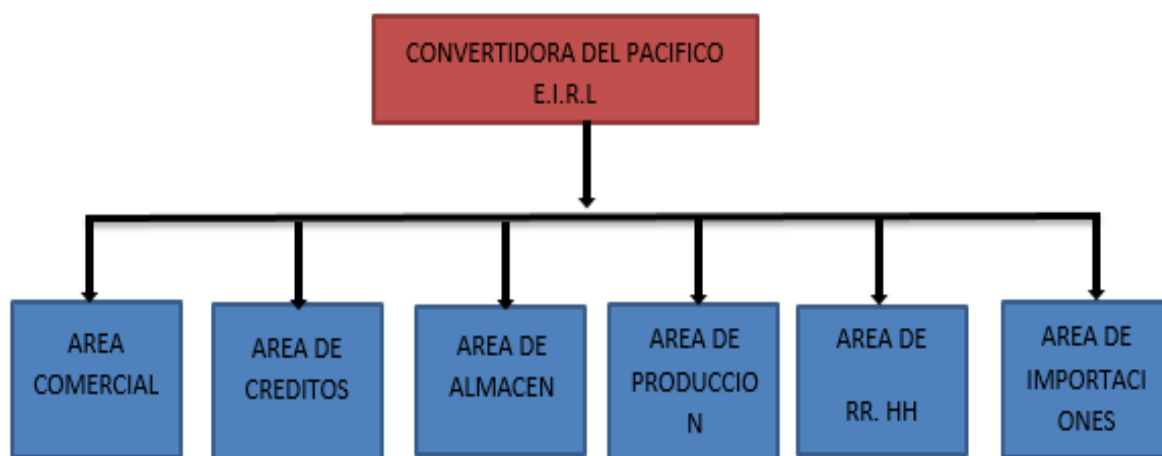 CONVERTIDORA DEL PACIFICO
E.I.R.L
AREA
COMERCIAL
AREA DE
CREDITOS
AREA DE
ALMACEN
AREA DE
PRODUCCIO
N
AREA DE
RR. HH
AREA DE
IMPORTACI
ONES